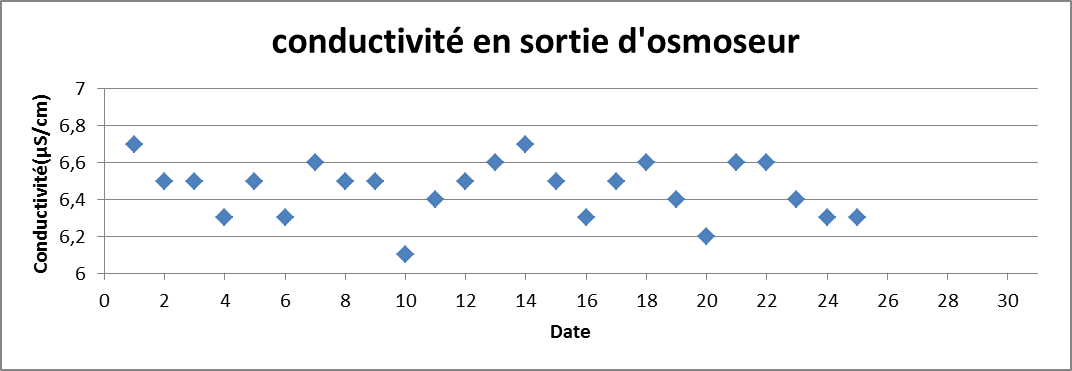 conductivité en sortie d'osmoseur
Conductivité(µS/cm)
7
6,8
6,6
6,4
6,2
6
0 2 4 6 8 10 12 14 16 18 20 22 24 26 28 30
Date